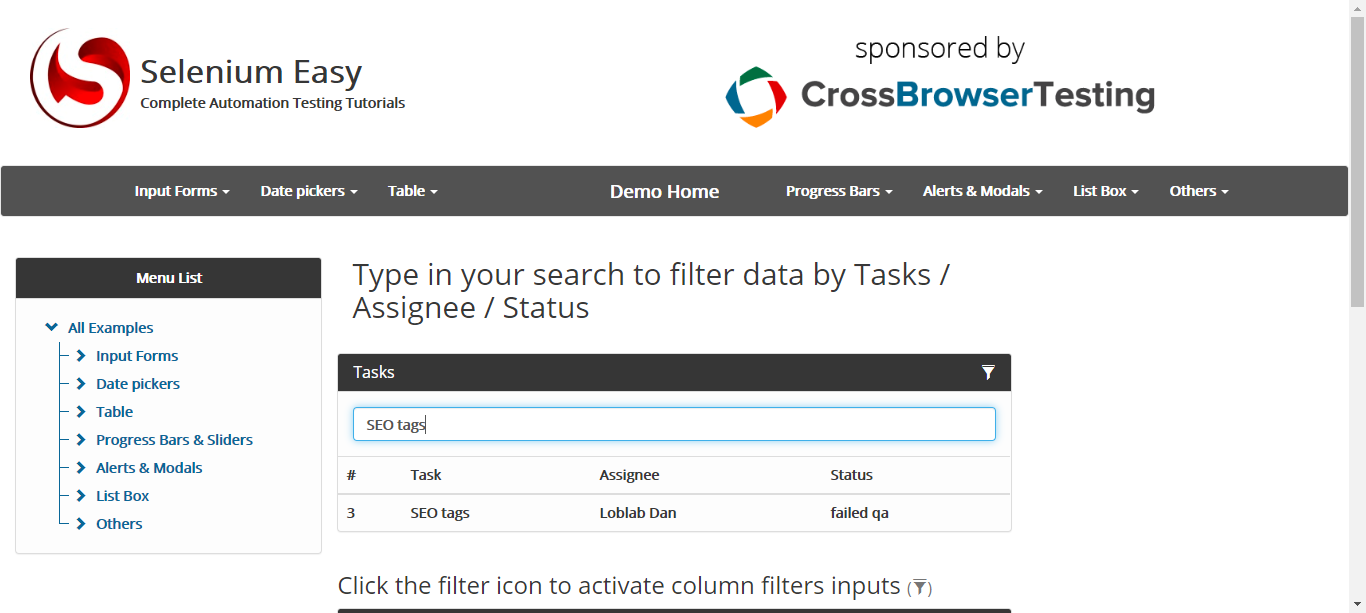 Selenium Easy
Complete Automation Testing Tutorials
sponsored by
CrossBrowserTesting
Input Forms Date pickers Table Demo Home Progress Bars Alerts & Modals List Box Others
Menu List
All Examples
Input Forms
Date pickers
Table
Progress Bars & Sliders
Alerts & Modals
List Box
Others
Type in your search to filter data by Tasks /
Assignee / Status
Tasks
SEO tags
# Task Assignee Status
3 SEO tags Loblab Dan failed qa
Click the filter icon to activate column filters inputs ( )